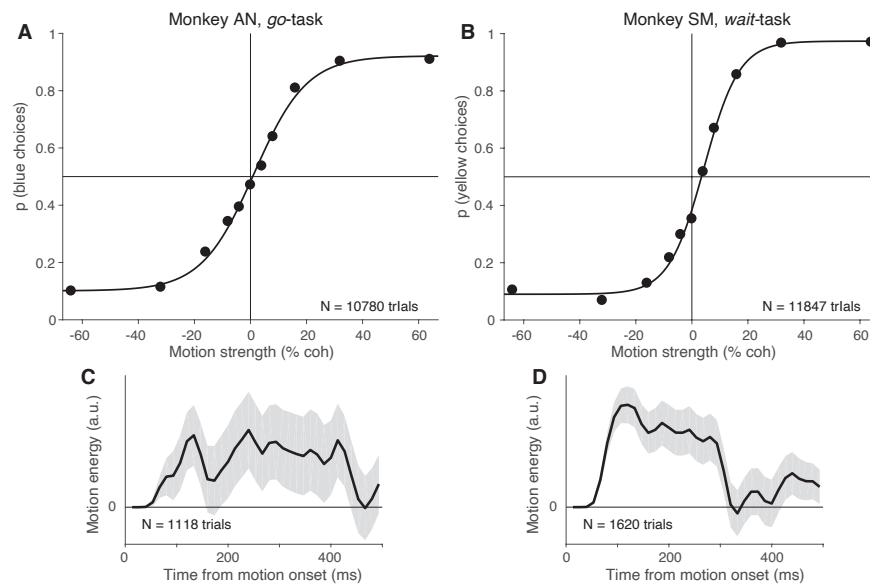 Monkey AN, go-task
Monkey SM, wait-task
A
B
1
0.8
0.6
0.4
0.2
0
p (blue choices)
-60
-40
-20
0
20
40
60
Motion strength (% coh)
N = 10780 trIals
1
0.8
0.6
0.4
0.2
0
p (yellow choices)
-60
-40
-20
0
20
40
60
Motion strength (% coh)
N = 11847 trIals
C
D
Motion energy (a.u.)
0
N = 1118 trials
0
200
400
Time from motion onset (ms)
Motion energy (a.u.)
0
N = 1620 trials
0
200
400
Time from motion onset (ms)